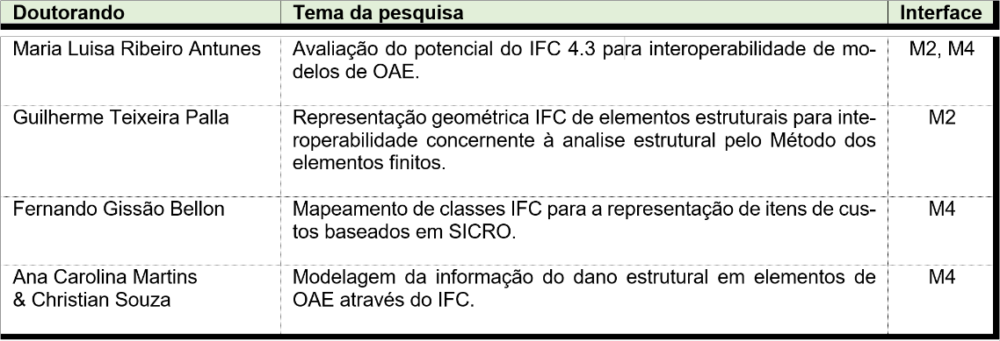 Doutorando Tema da pesquisa Interface
Maria Luisa Ribeiro Antunes Avaliação do potencial do IFC 4.3 para interoperabilidade de mo- M2, M4
delos de OAE.
Guilherme Teixeira Palla Representação geométrica IFC de elementos estruturais para inte- M2
roperabilidade concernente à analise estrutural pelo Método dos
elementos finitos.
Fernando Gissão Bellon Mapeamento de classes IFC para a representação de itens de cus- M4
tos baseados em SICRO.
Ana Carolina Martins Modelagem da informação do dano estrutural em elementos de M4
& Christian Souza OAE através do IFC.